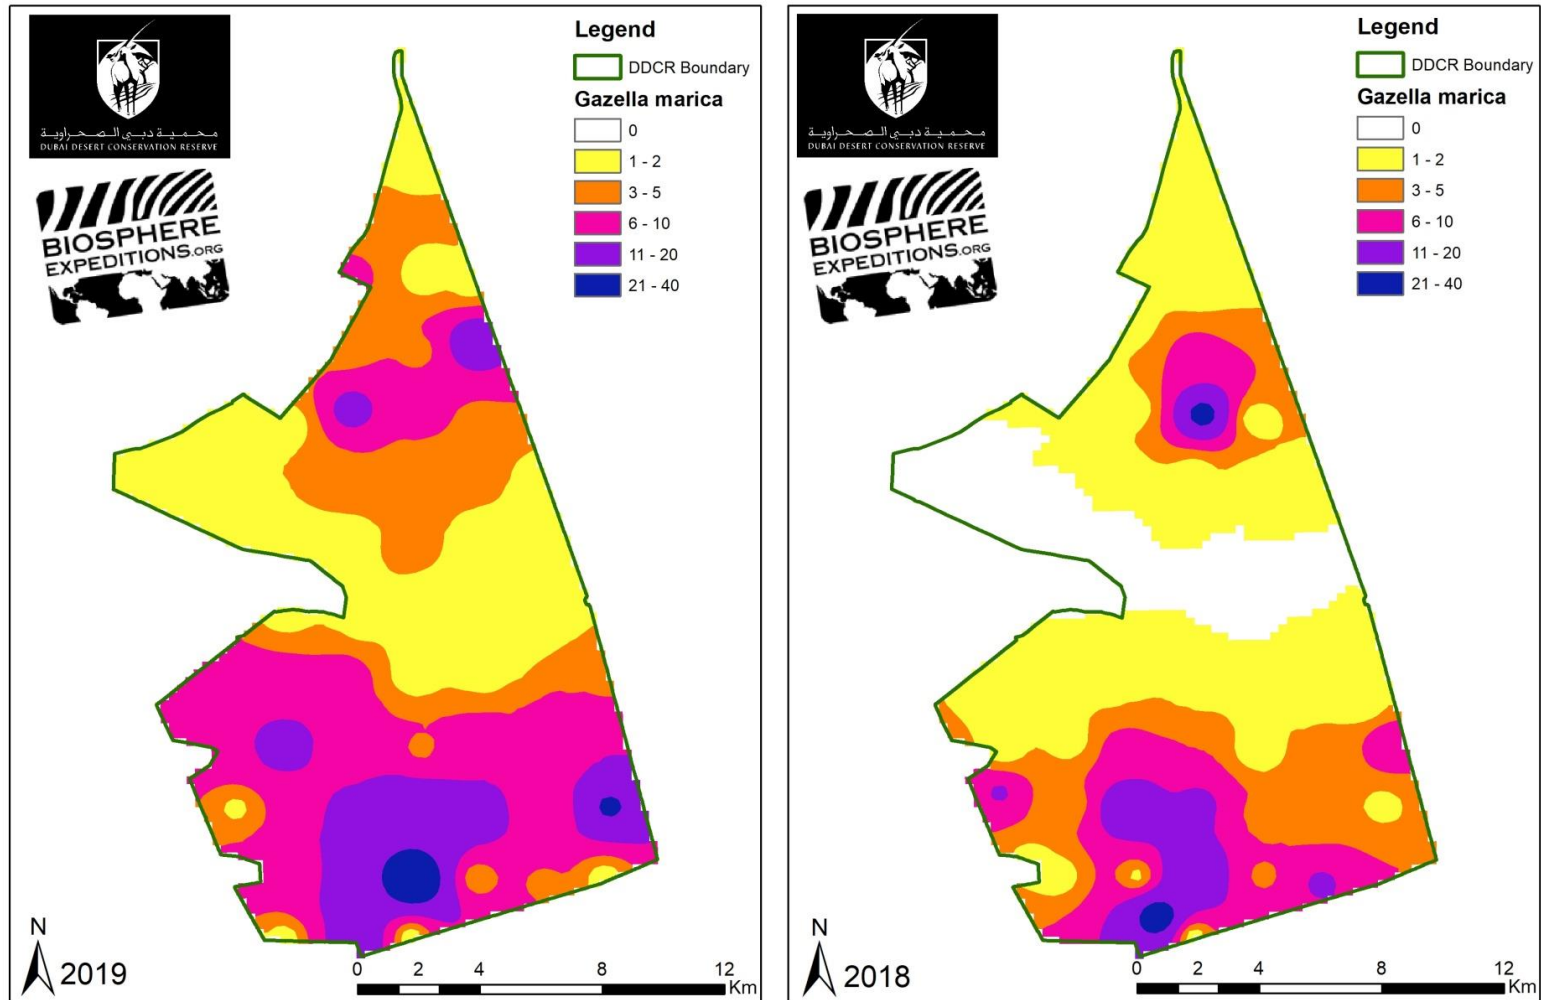 محمية دبي الصحراوية
DUBAI DESERT CONSERVATION RESERVE
BIOSPHERE
EXPEDITIONS.ORG
Legend
DDCR Boundary
Gazella marica
0
1 - 2
3 - 5
6 - 10
11 - 20
21 - 40
N
2019
0 2 4 8 12
Km
محمية دبي الصحراوية
DUBAI DESERT CONSERVATION RESERVE
BIOSPHERE
EXPEDITIONS.ORG
Legend
DDCR Boundary
Gazella marica
0
1 - 2
3 - 5
6 - 10
11 - 20
21 - 40
N
2018
0 2 4 8 12
Km